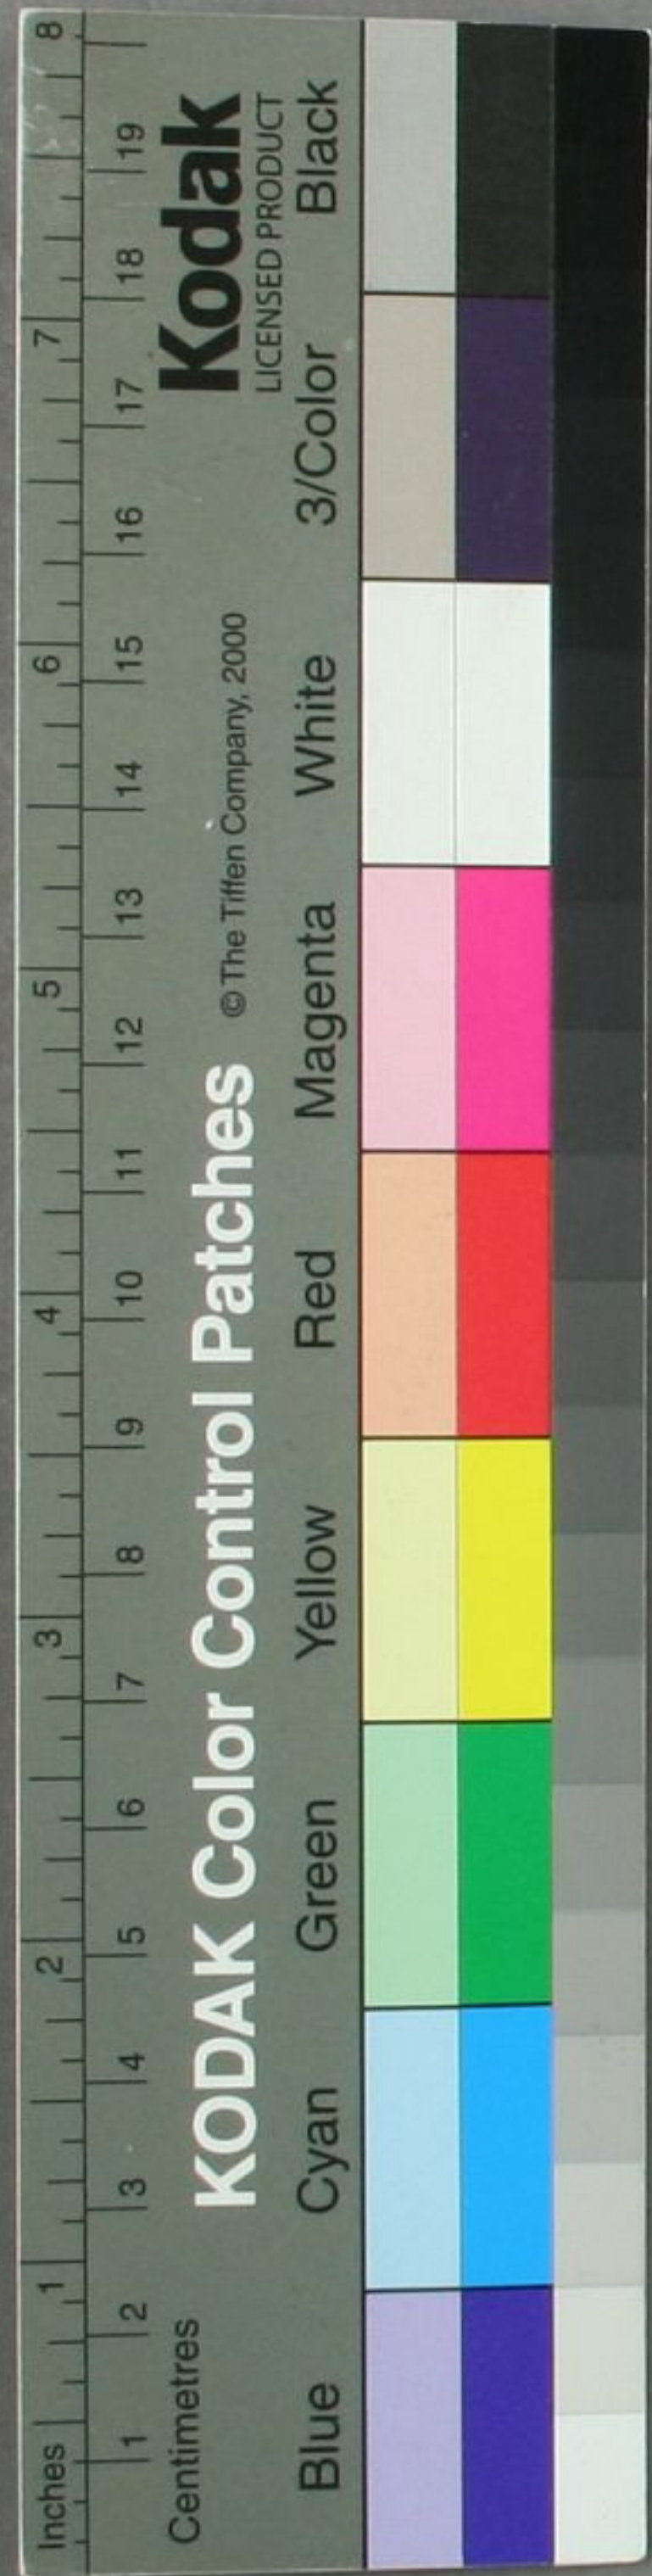 Inches 1 2 3 4 5 6 7 8
1 2 3 4 5 6 7 8 9 10 11 12 13 14 15 16 17 18 19
Centimetres
KODAK Color Control Patches © The Tiffen Company, 2000
Kodak
LICENSED PRODUCT
Blue Cyan Green Yellow Red Magenta White 3/Color Black